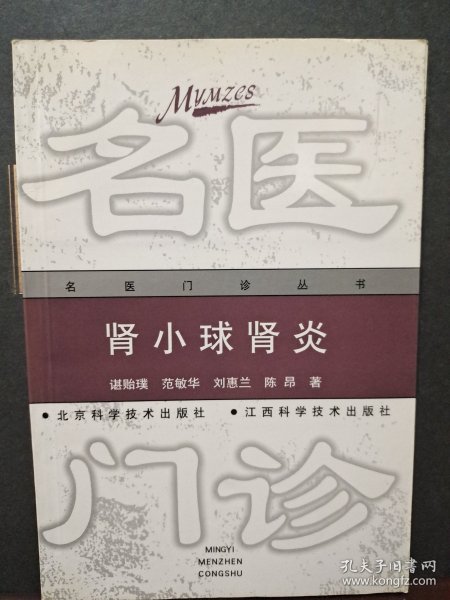 MYMZCS
名医
名医门诊丛书
肾小球肾炎
谌贻璞 范敏华 刘惠兰 陈昂 著
•北京科学技术出版社 •江西科学技术出版社
门诊
MINGYI
MENZHEN
CONGSHU
孔夫子旧书网
www.kongfz.com